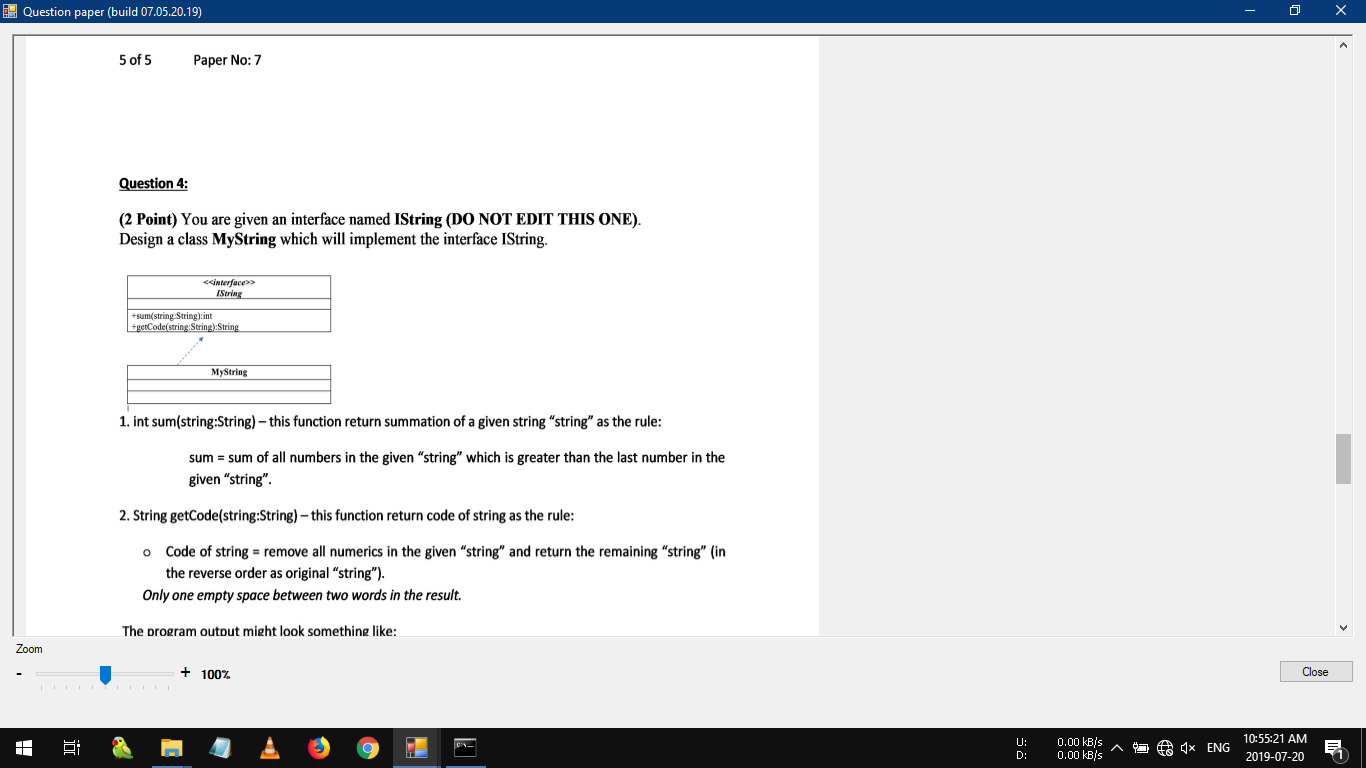 Question paper (build 07.05.20.19)
5 of 5 Paper No: 7
Question 4:
(2 Point) You are given an interface named IString (DO NOT EDIT THIS ONE).
Design a class MyString which will implement the interface IString.
<<interface>>
IString
+sum(string:String):int
+getCode(string:String):String
MyString
1. int sum(string:String) – this function return summation of a given string “string” as the rule:
sum = sum of all numbers in the given “string” which is greater than the last number in the
given “string”.
2. String getCode(string:String) – this function return code of string as the rule:
o Code of string = remove all numerics in the given “string” and return the remaining “string” (in
the reverse order as original “string”).
Only one empty space between two words in the result.
The program output might look something like:
Zoom
- + 100%
Close
U: 0.00 kB/s
D: 0.00 kB/s
ENG
10:55:21 AM
2019-07-20
1